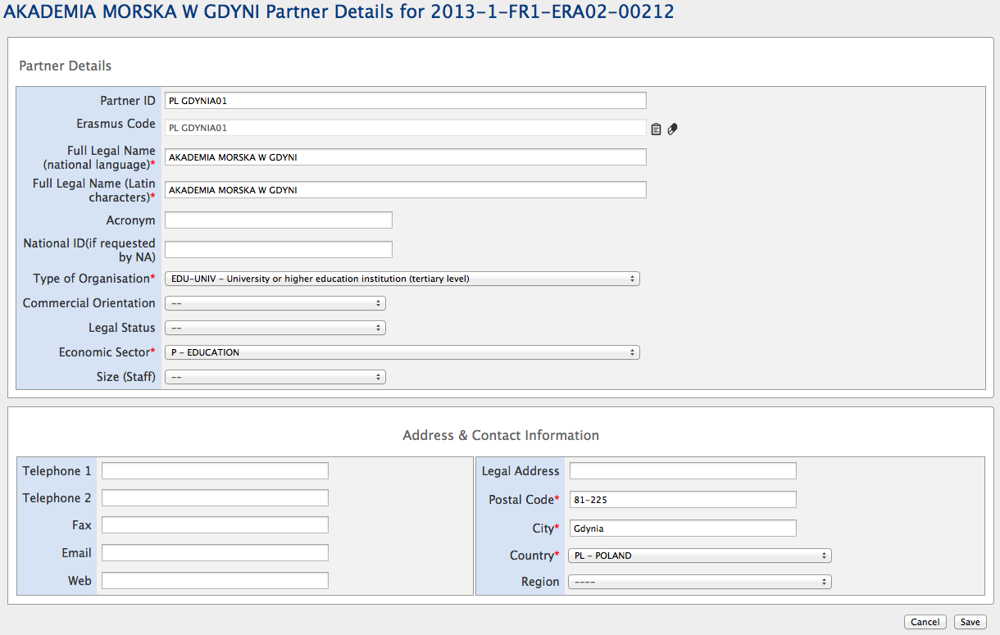 AKADEMIA MORSKA W GDYNI Partner Details for 2013-1-FR1-ERA02-00212
Partner Details
Partner ID PL GDYNIA01
Erasmus Code PL GDYNIA01
Full Legal Name
(national language)* AKADEMIA MORSKA W GDYNI
Full Legal Name (Latin
characters)* AKADEMIA MORSKA W GDYNI
Acronym
National ID(if requested
by NA)
Type of Organisation* EDU-UNIV - University or higher education institution (tertiary level)
Commercial Orientation --
Legal Status --
Economic Sector* P - EDUCATION
Size (Staff) --
Address & Contact Information
Telephone 1
Telephone 2
Fax
Email
Web
Legal Address
Postal Code* 81-225
City* Gdynia
Country* PL - POLAND
Region ----
Cancel Save